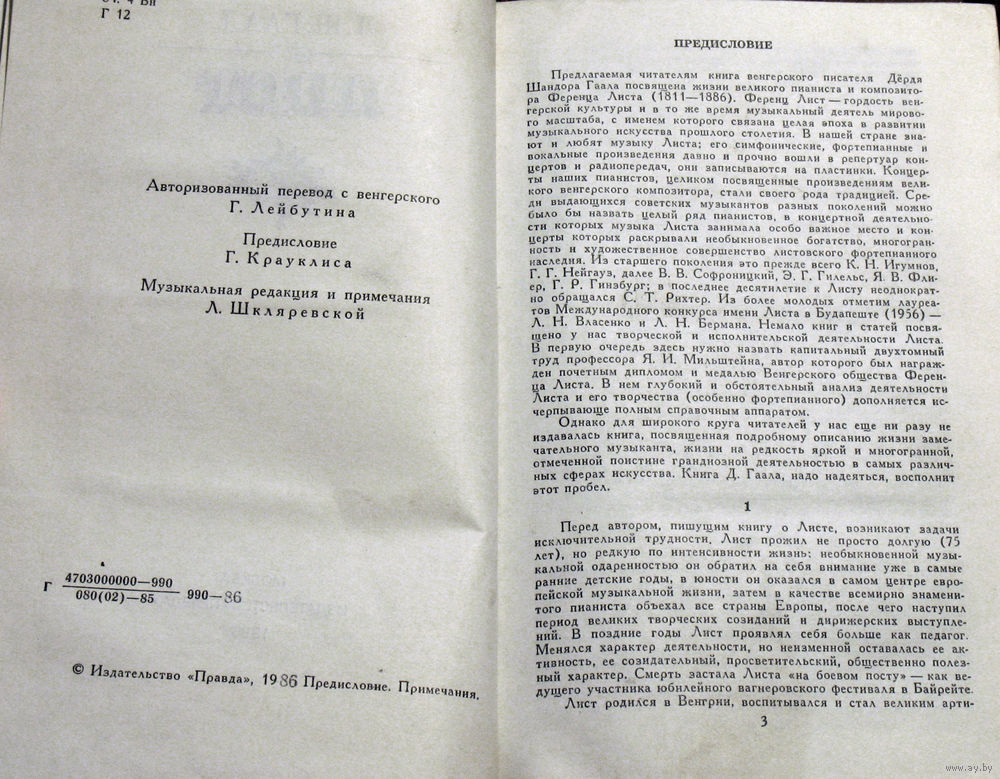 Г 12
Авторизованный перевод с венгерского
Г. Лейбутина
Предисловие
Г. Крауклиса
Музыкальная редакция и примечания
Л. Шкляревской
Г 4703000000—990
080(02)—85 990—86
© Издательство «Правда», 1986 Предисловие. Примечания.
ПРЕДИСЛОВИЕ
Предлагаемая читателям книга венгерского писателя Дёрдя
Шандора Гаала посвящена жизни великого пианиста и композито-
ра Ференца Листа (1811—1886). Ференц Лист — гордость вен-
герской культуры и в то же время музыкальный деятель мирово-
го масштаба, с именем которого связана целая эпоха в развитии
музыкального искусства прошлого столетия. В нашей стране зна-
ют и любят музыку Листа; его симфонические, фортепианные и
вокальные произведения давно и прочно вошли в репертуар кон-
цертов и радиопередач, они записываются на пластинки. Концер-
ты наших пианистов, целиком посвященные произведениям вели-
кого венгерского композитора, стали своего рода традицией. Сре-
ди выдающихся советских музыкантов разных поколений можно
было бы назвать целый ряд пианистов, в концертной деятельно-
сти которых музыка Листа занимала особо важное место и кон-
церты которых раскрывали необыкновенное богатство, многогран-
ность и художественное совершенство листовского фортепианного
наследия. Из старшего поколения это прежде всего К. Н. Игумнов,
Г. Г. Нейгауз, далее В. В. Софроницкий, Э. Г. Гилельс, Я. В. Фли-
ер, Г. Р. Гинзбург; в последнее десятилетие к Листу неоднократ-
но обращался С. Т. Рихтер. Из более молодых отметим лауреа-
тов Международного конкурса имени Листа в Будапеште (1956) —
Л. Н. Власенко и Л. Н. Бермана. Немало книг и статей посвя-
щено у нас творческой и исполнительской деятельности Листа.
В первую очередь здесь нужно назвать капитальный двухтомный
труд профессора Я. И. Мильштейна, автор которого был награж-
ден почетным дипломом и медалью Венгерского общества Ферен-
ца Листа. В нем глубокий и обстоятельный анализ деятельности
Листа и его творчества (особенно фортепианного) дополняется ис-
черпывающе полным справочным аппаратом.
Однако для широкого круга читателей у нас еще ни разу не
издавалась книга, посвященная подробному описанию жизни заме-
чательного музыканта, жизни на редкость яркой и многогранной,
отмеченной поистине грандиозной деятельностью в самых различ-
ных сферах искусства. Книга Д. Гаала, надо надеяться, восполнит
этот пробел.
1
Перед автором, пишущим книгу о Листе, возникают задачи
исключительной трудности. Лист прожил не просто долгую (75
лет), но редкую по интенсивности жизнь: необыкновенной музы-
кальной одаренностью он обратил на себя внимание уже в самые
ранние детские годы, в юности он оказался в самом центре евро-
пейской музыкальной жизни, затем в качестве всемирно знамени-
того пианиста объехал все страны Европы, после чего наступил
период великих творческих созиданий и дирижерских выступле-
ний. В поздние годы Лист проявлял себя больше как педагог.
Менялся характер деятельности, но неизменной оставалась ее ак-
тивность, ее созидательный, просветительский, общественно полез-
ный характер. Смерть застала Листа «на боевом посту» — как ве-
дущего участника юбилейного вагнеровского фестиваля в Байрейте.
Лист родился в Венгрии, воспитывался и стал великим арти-
3
www.ay.by